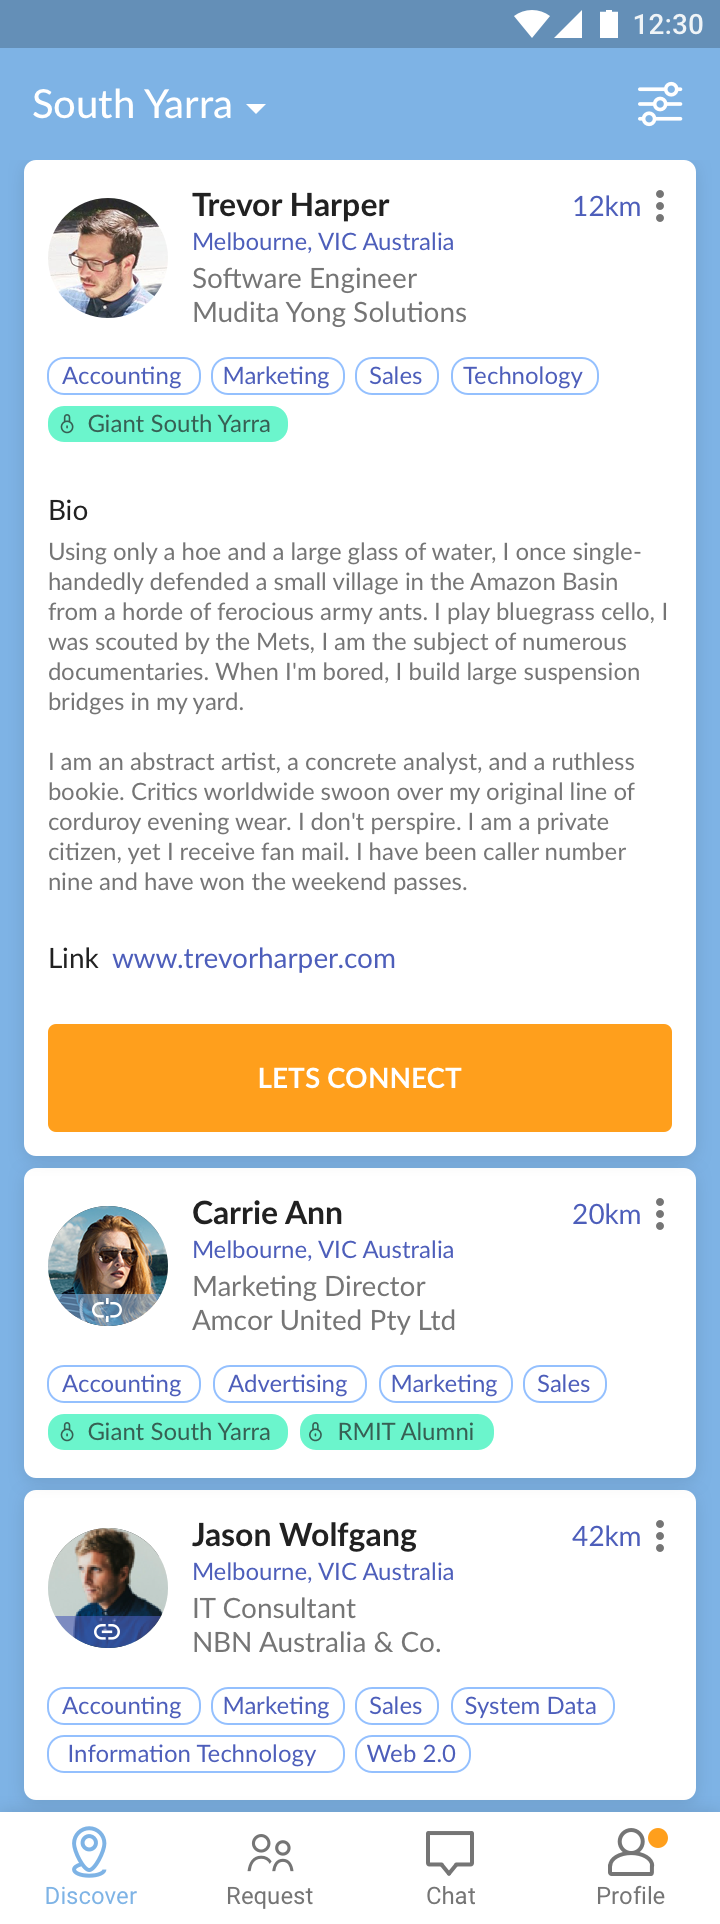 12:30
South Yarra
Trevor Harper
12km
Melbourne, VIC Australia
Software Engineer
Mudita Yong Solutions
Accounting Marketing Sales Technology
Giant South Yarra
Bio
Using only a hoe and a large glass of water, I once single-
handedly defended a small village in the Amazon Basin
from a horde of ferocious army ants. I play bluegrass cello, I
was scouted by the Mets, I am the subject of numerous
documentaries. When I'm bored, I build large suspension
bridges in my yard.
I am an abstract artist, a concrete analyst, and a ruthless
bookie. Critics worldwide swoon over my original line of
corduroy evening wear. I don't perspire. I am a private
citizen, yet I receive fan mail. I have been caller number
nine and have won the weekend passes.
Link www.trevorharper.com
LETS CONNECT
Carrie Ann
20km
Melbourne, VIC Australia
Marketing Director
Amcor United Pty Ltd
Accounting Advertising Marketing Sales
Giant South Yarra RMIT Alumni
Jason Wolfgang
42km
Melbourne, VIC Australia
IT Consultant
NBN Australia & Co.
Accounting Marketing Sales System Data
Information Technology Web 2.0
Discover Request Chat Profile